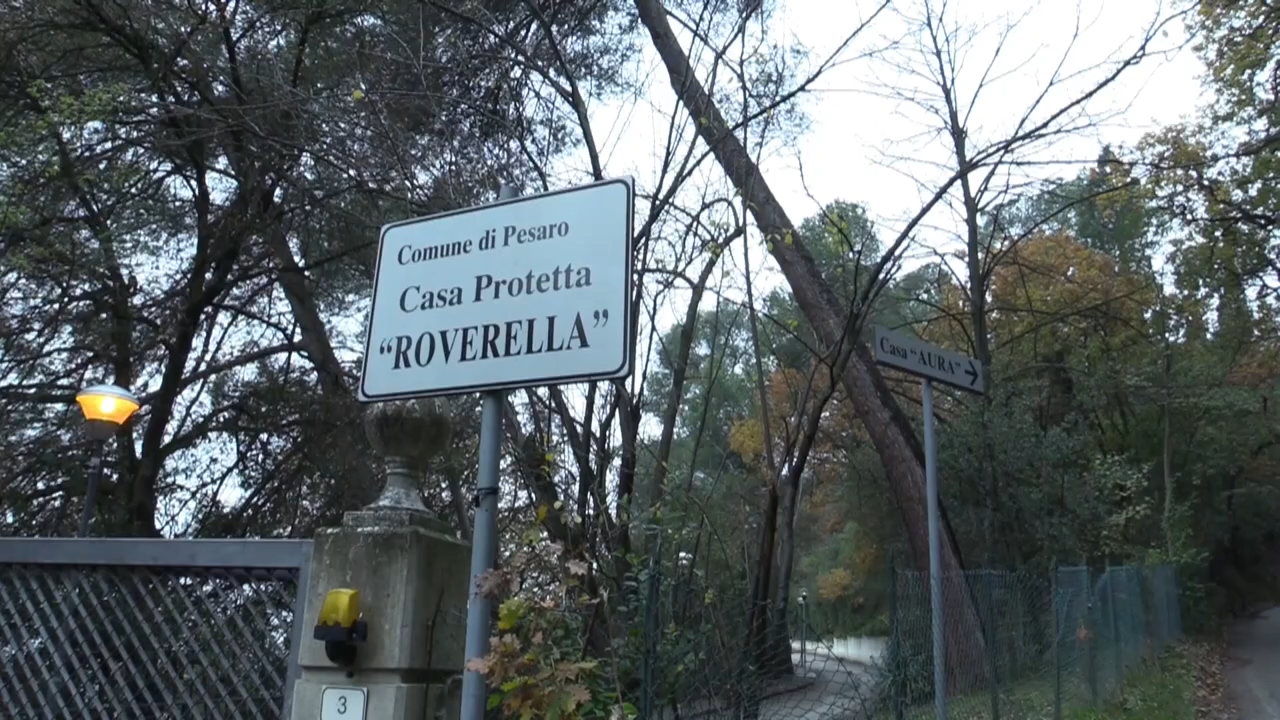 Comune di Pesaro
Casa Protetta
“ROVERELLA”
Casa “AURA”
3